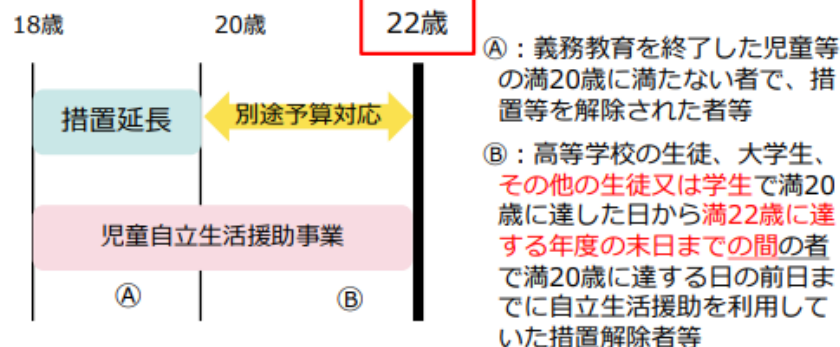 18歳
20歳
22歳
措置延長
別途予算対応
児童自立生活援助事業
Ⓐ
Ⓑ
Ⓐ：義務教育を終了した児童等
の満20歳に満たない者で、措
置等を解除された者等
Ⓑ：高等学校の生徒、大学生、
その他の生徒又は学生で満20
歳に達した日から満22歳に達
する年度の末日までの間の者
で満20歳に達する日の前日ま
でに自立生活援助を利用して
いた措置解除者等